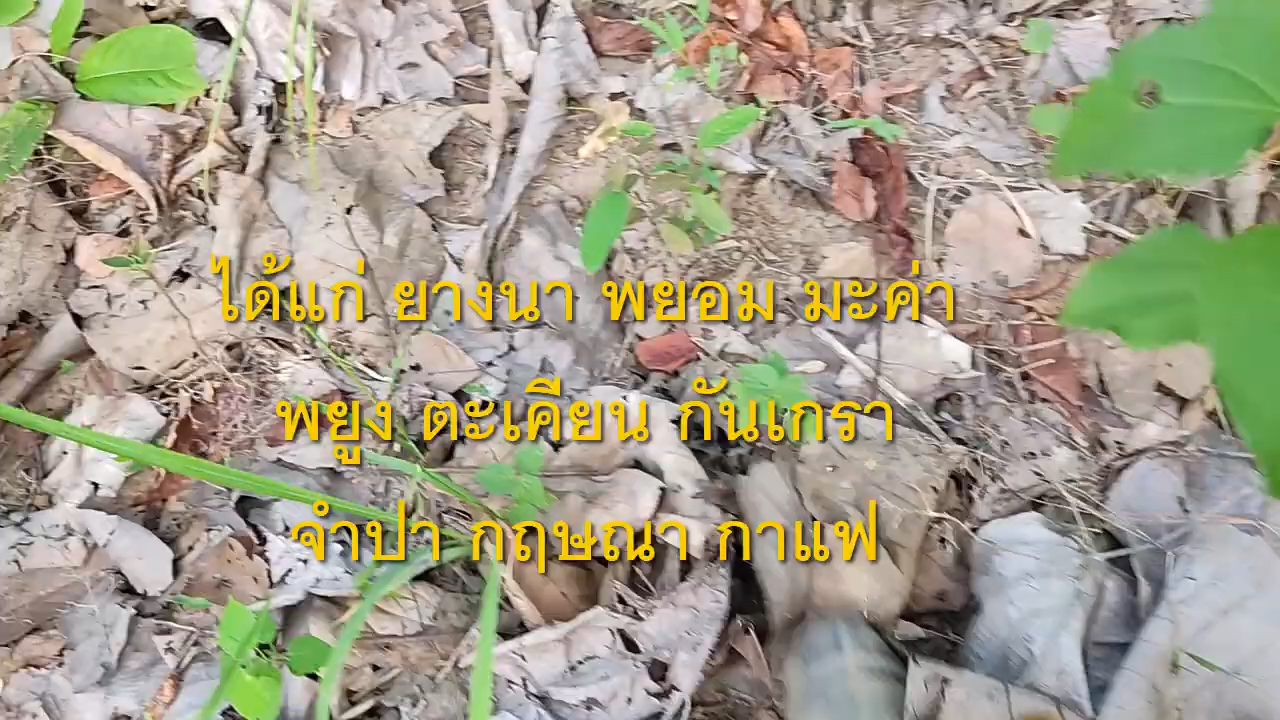 ได้แก่ ยางนา พยอม มะค่า
พยูง ตะเคียน กันเกรา
จำปา กฤษณา กาแฟ